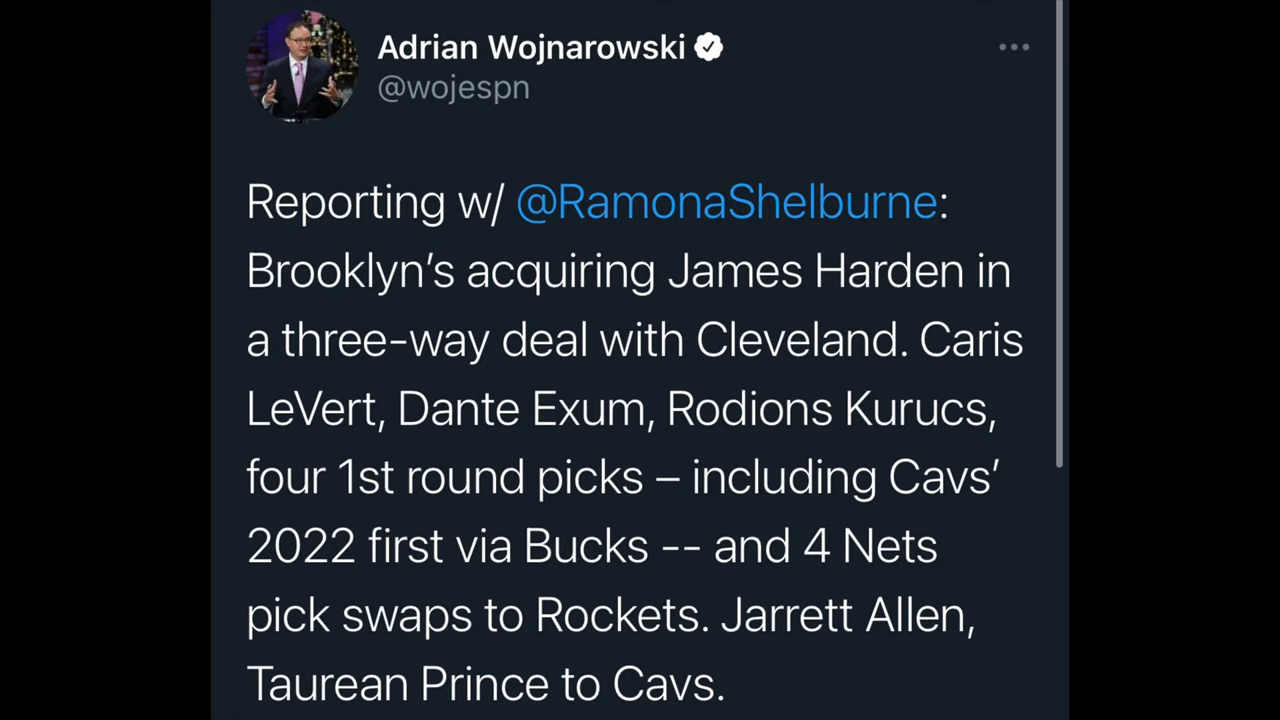 Adrian Wojnarowski
@wojespn
Reporting w/ @RamonaShelburne:
Brooklyn’s acquiring James Harden in
a three-way deal with Cleveland. Caris
LeVert, Dante Exum, Rodions Kurucs,
four 1st round picks – including Cavs’
2022 first via Bucks -- and 4 Nets
pick swaps to Rockets. Jarrett Allen,
Taurean Prince to Cavs.